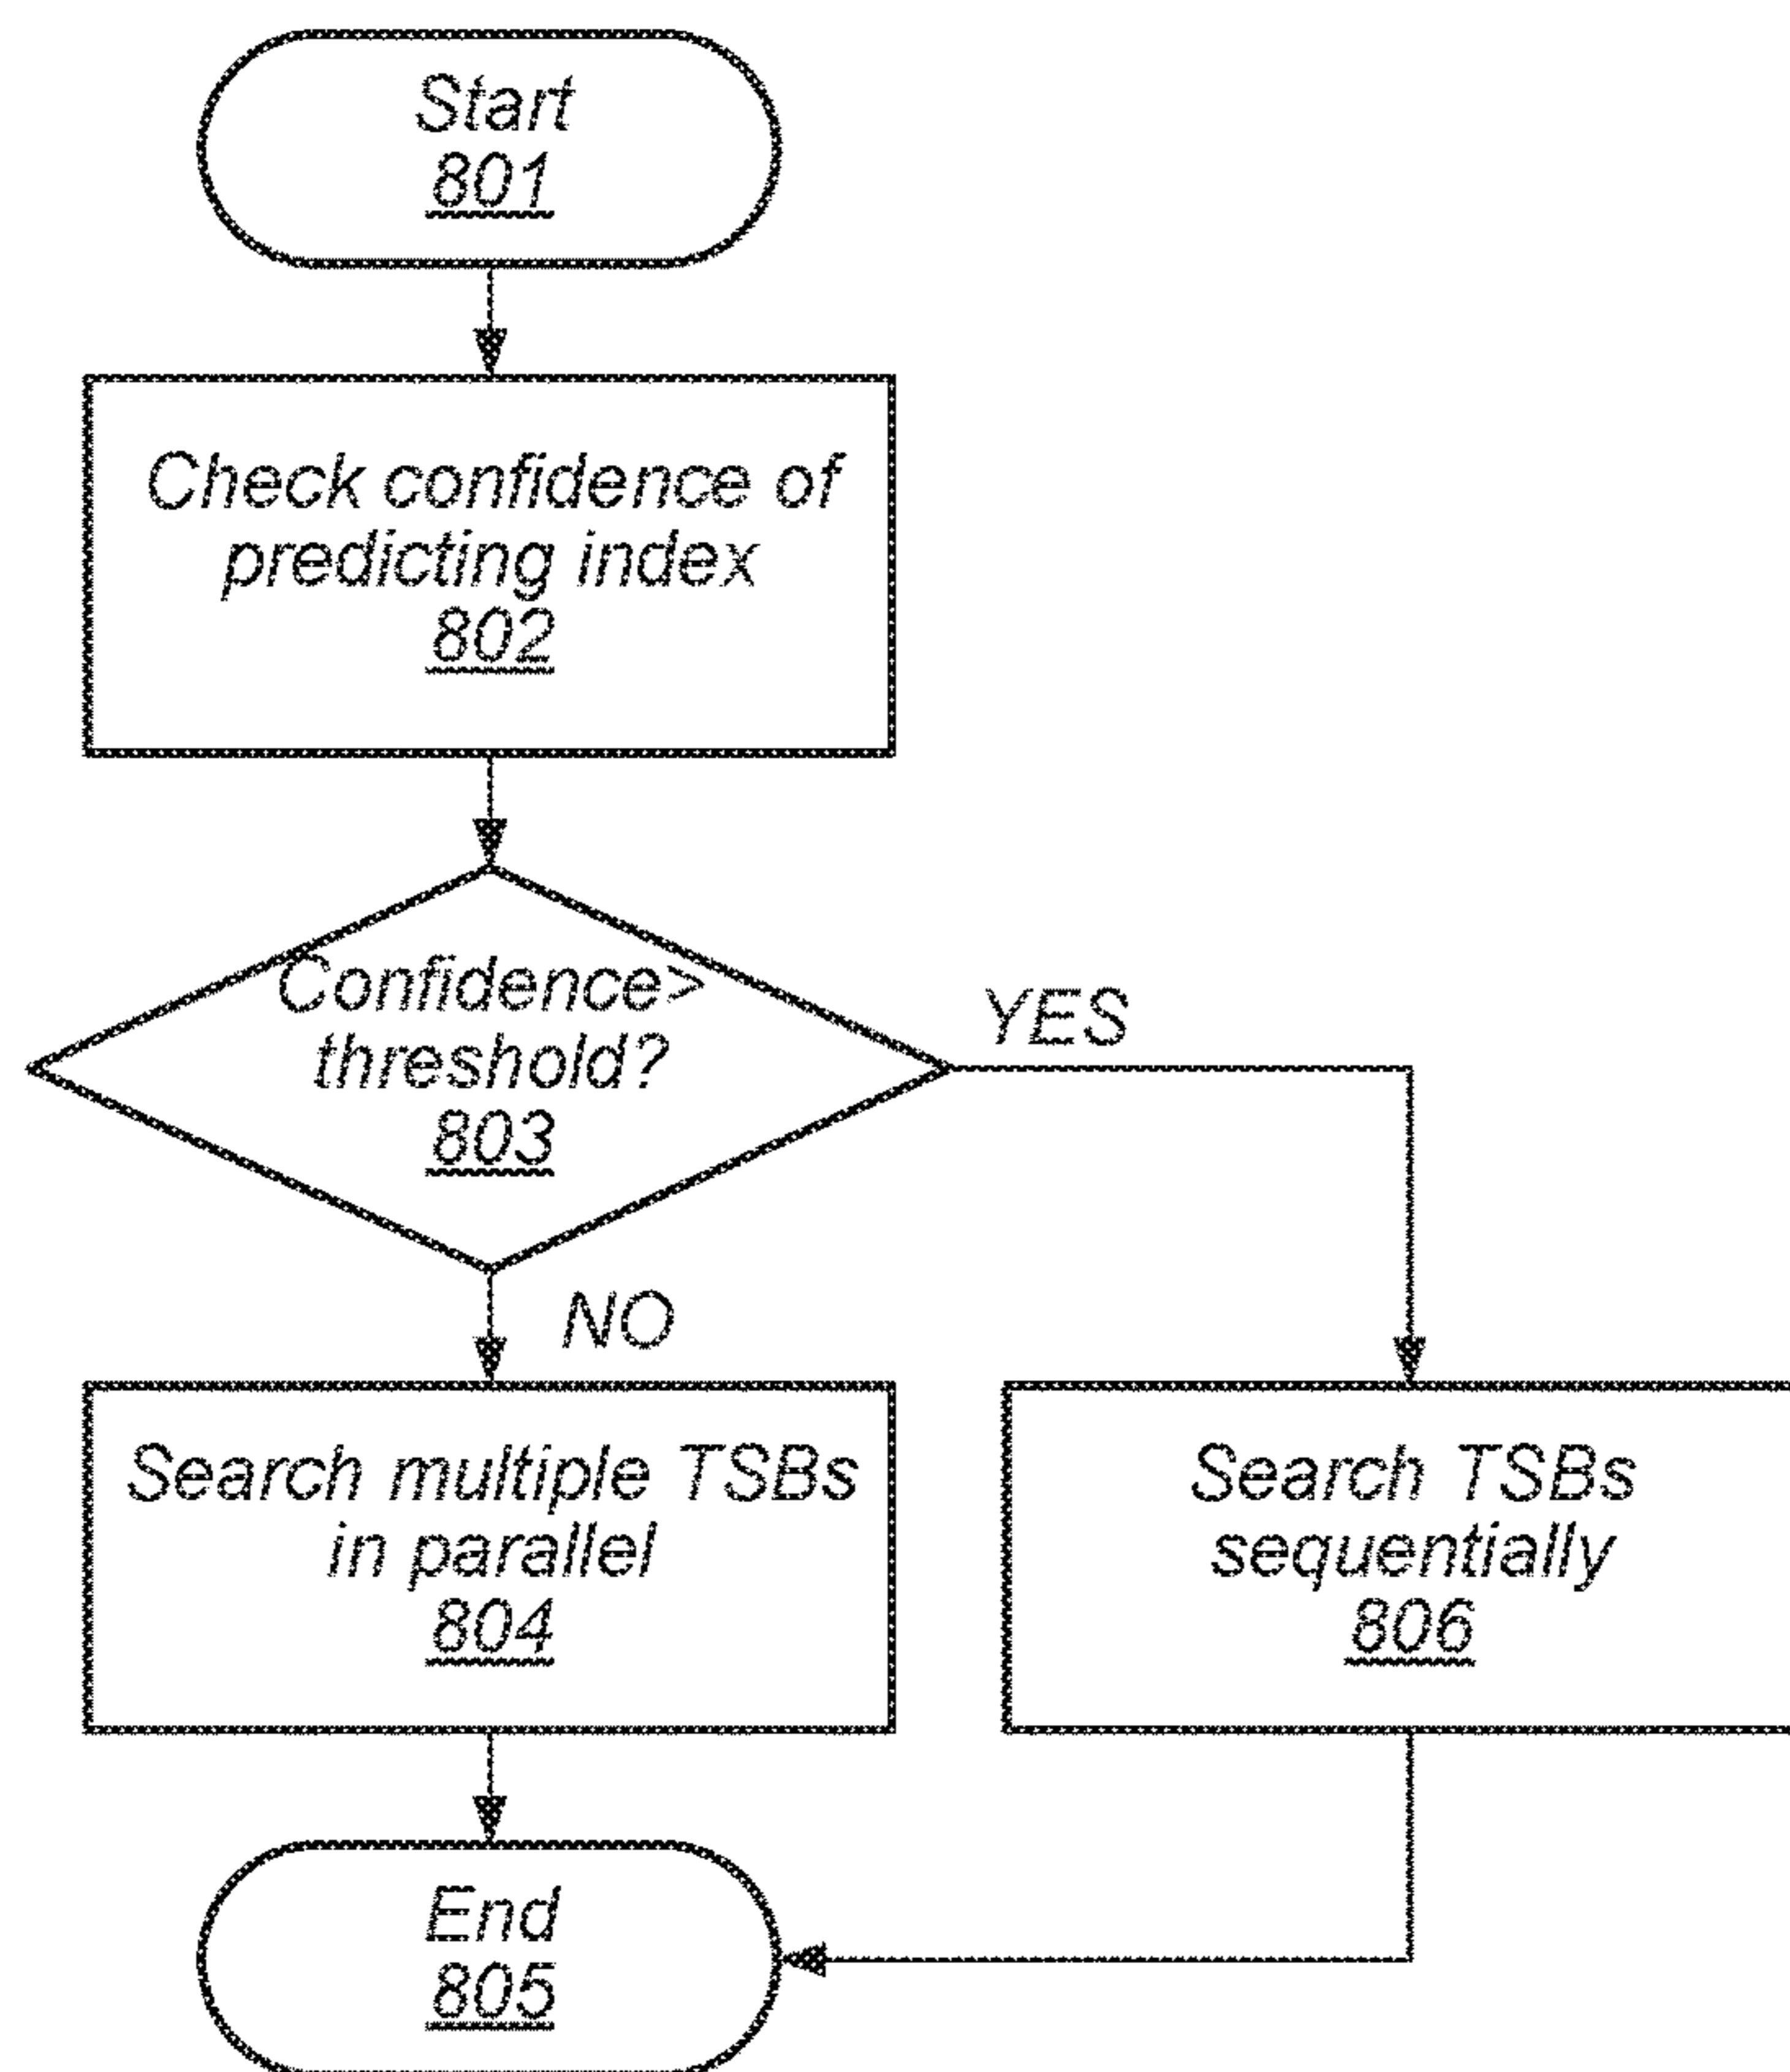 Start
801
Check confidence of
predicting index
802
Confidence>
threshold?
803
YES
NO
Search multiple TSBs
in parallel
804
Search TSBs
sequentially
806
End
805